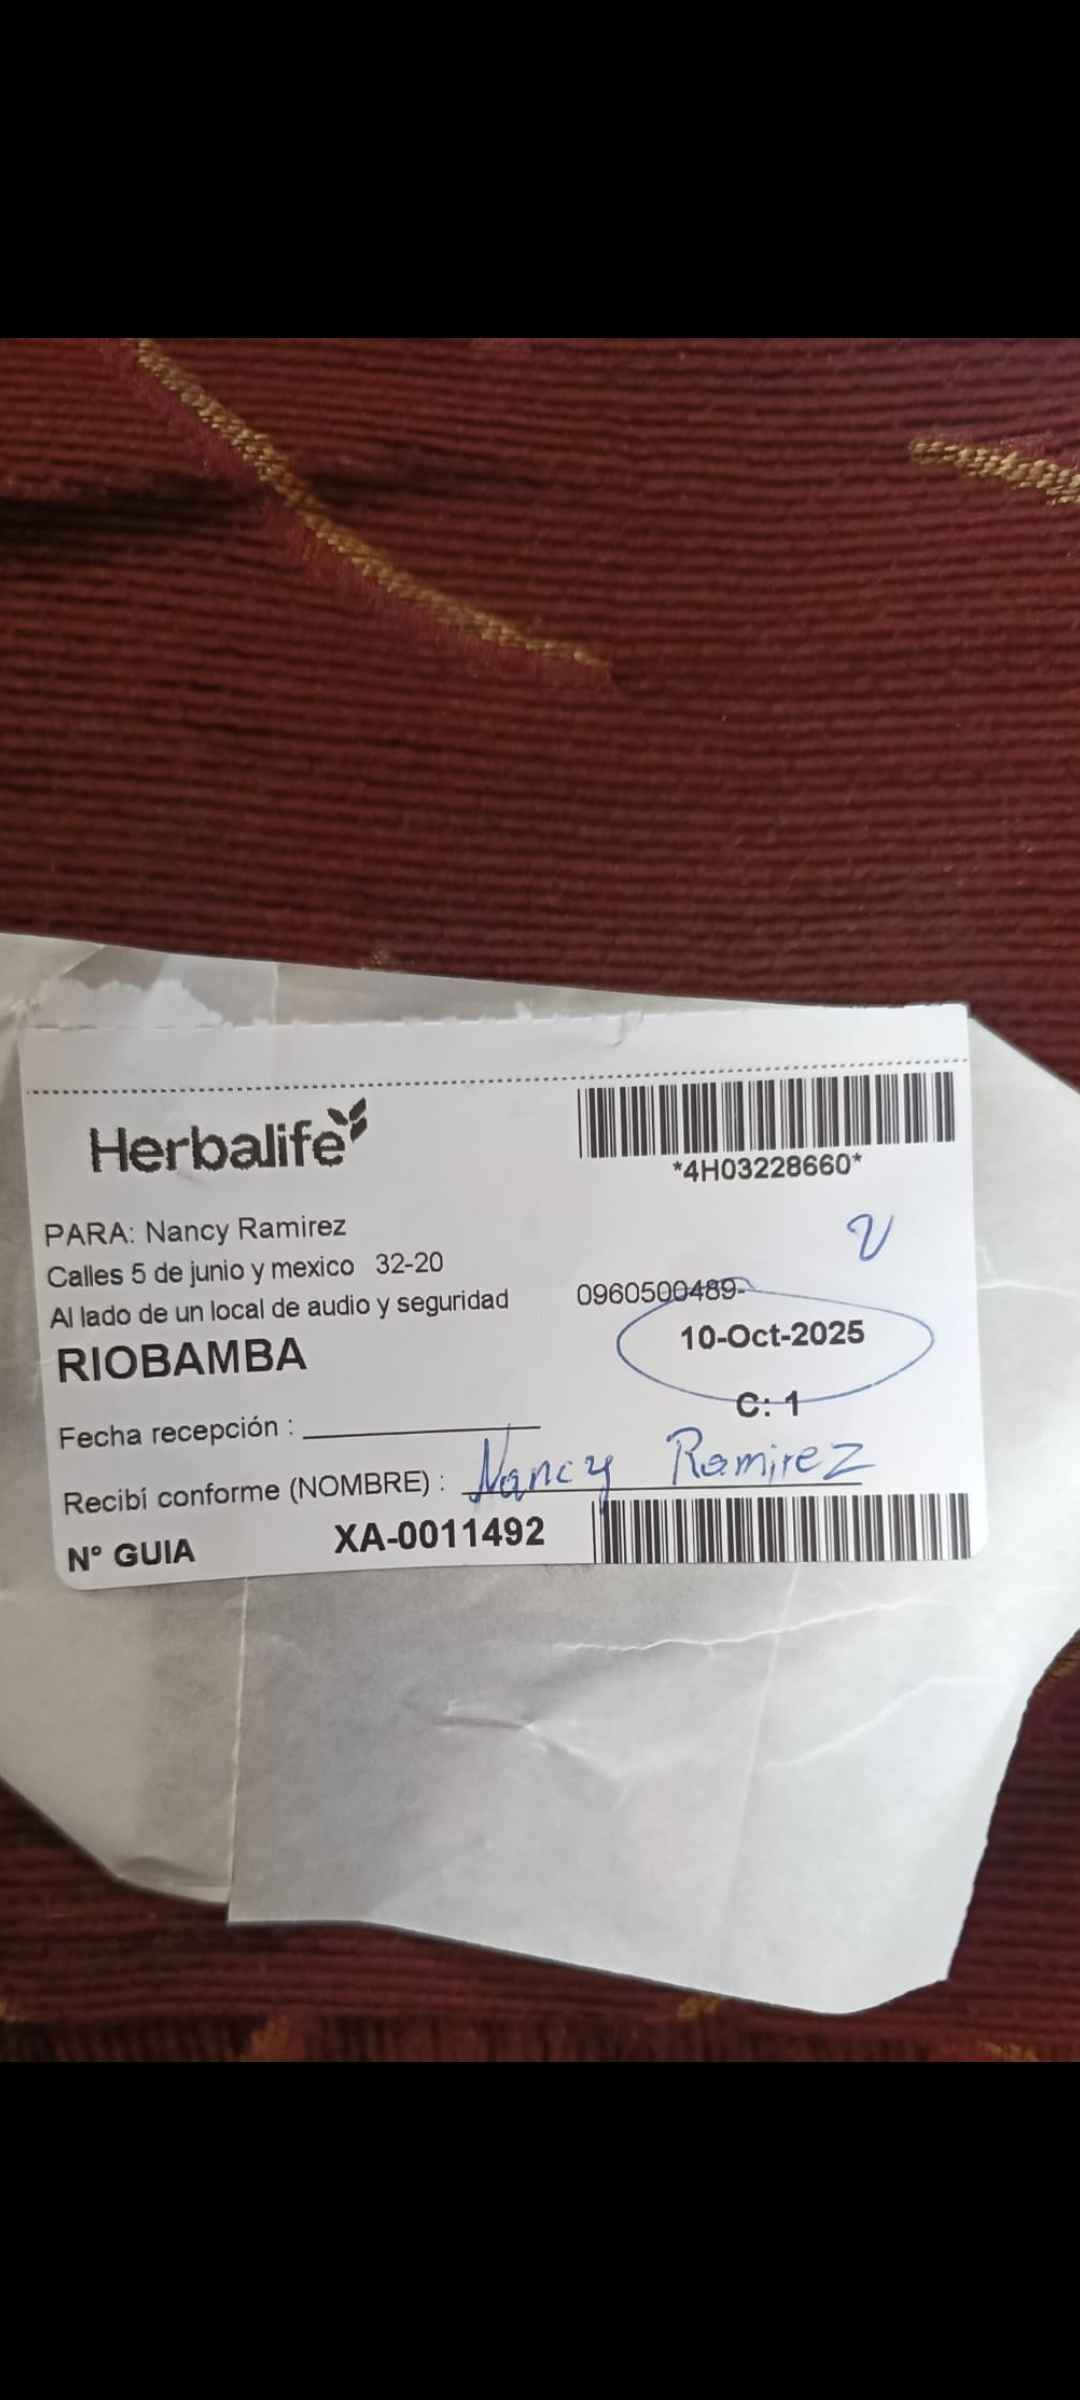 Herbalife
*4H03228660*
PARA: Nancy Ramirez
Calles 5 de junio y mexico 32-20
Al lado de un local de audio y seguridad 0960500489-
RIOBAMBA
10-Oct-2025
C: 1
Fecha recepción :
Recibí conforme (NOMBRE) : Nancy Ramirez
N° GUIA XA-0011492